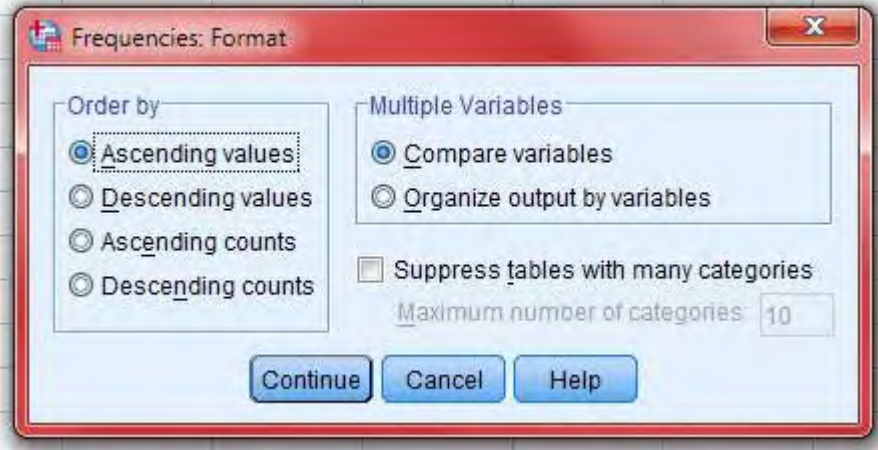 Frequencies: Format
Order by
Ascending values
Descending values
Ascending counts
Descending counts
Multiple Variables
Compare variables
Organize output by variables
Suppress tables with many categories
Maximum number of categories: 10
Continue
Cancel
Help